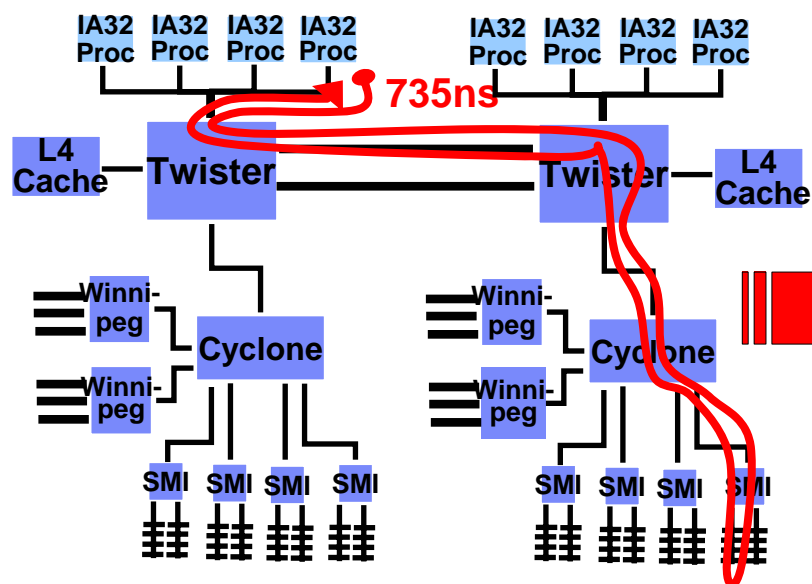 IA32 Proc
IA32 Proc
IA32 Proc
IA32 Proc
IA32 Proc
IA32 Proc
IA32 Proc
IA32 Proc
735ns
L4 Cache
Twister
Twister
L4 Cache
Winni-
peg
Winni-
peg
Cyclone
Cyclone
Winni-
peg
Winni-
peg
SMI
SMI
SMI
SMI
SMI
SMI
SMI
SMI